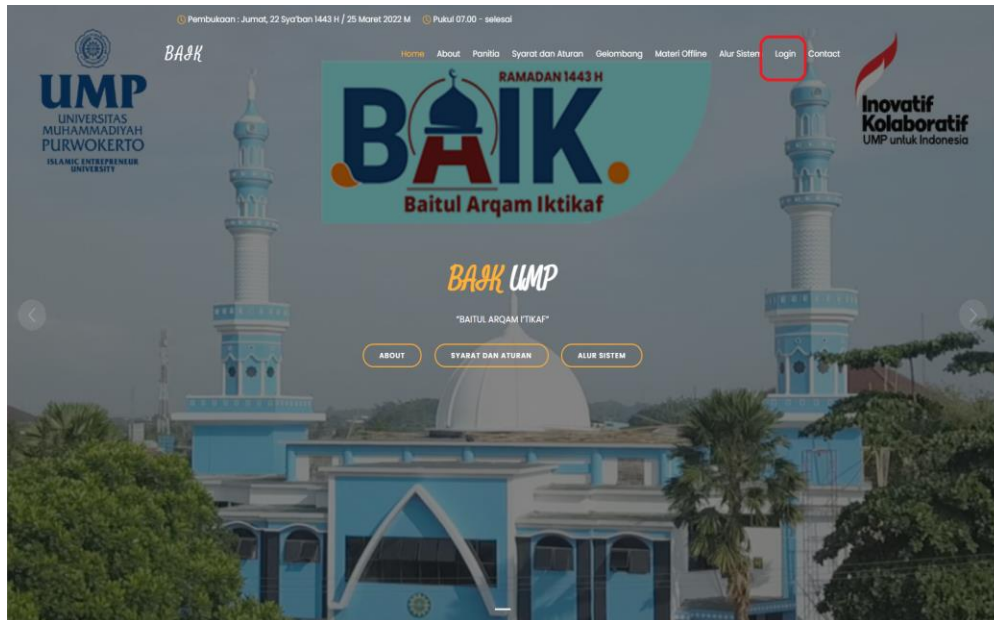 Pembukaan : Jumat, 22 Sya'ban 1443 H / 25 Maret 2022 M Pukul 07.00 - selesai
BAIK
Home About Panitia Syarat dan Aturan Gelombang Materi Offline Alur Sistem Login Contact
UMP
UNIVERSITAS
MUHAMMADIYAH
PURWOKERTO
ISLAMIC ENTREPRENEUR
UNIVERSITY
RAMADAN 1443 H
BAIK.
Baitul Arqam Iktikaf
Inovatif
Kolaboratif
UMP untuk Indonesia
BAIK UMP
"BAITUL ARQAM I'TIKAF"
ABOUT SYARAT DAN ATURAN ALUR SISTEM